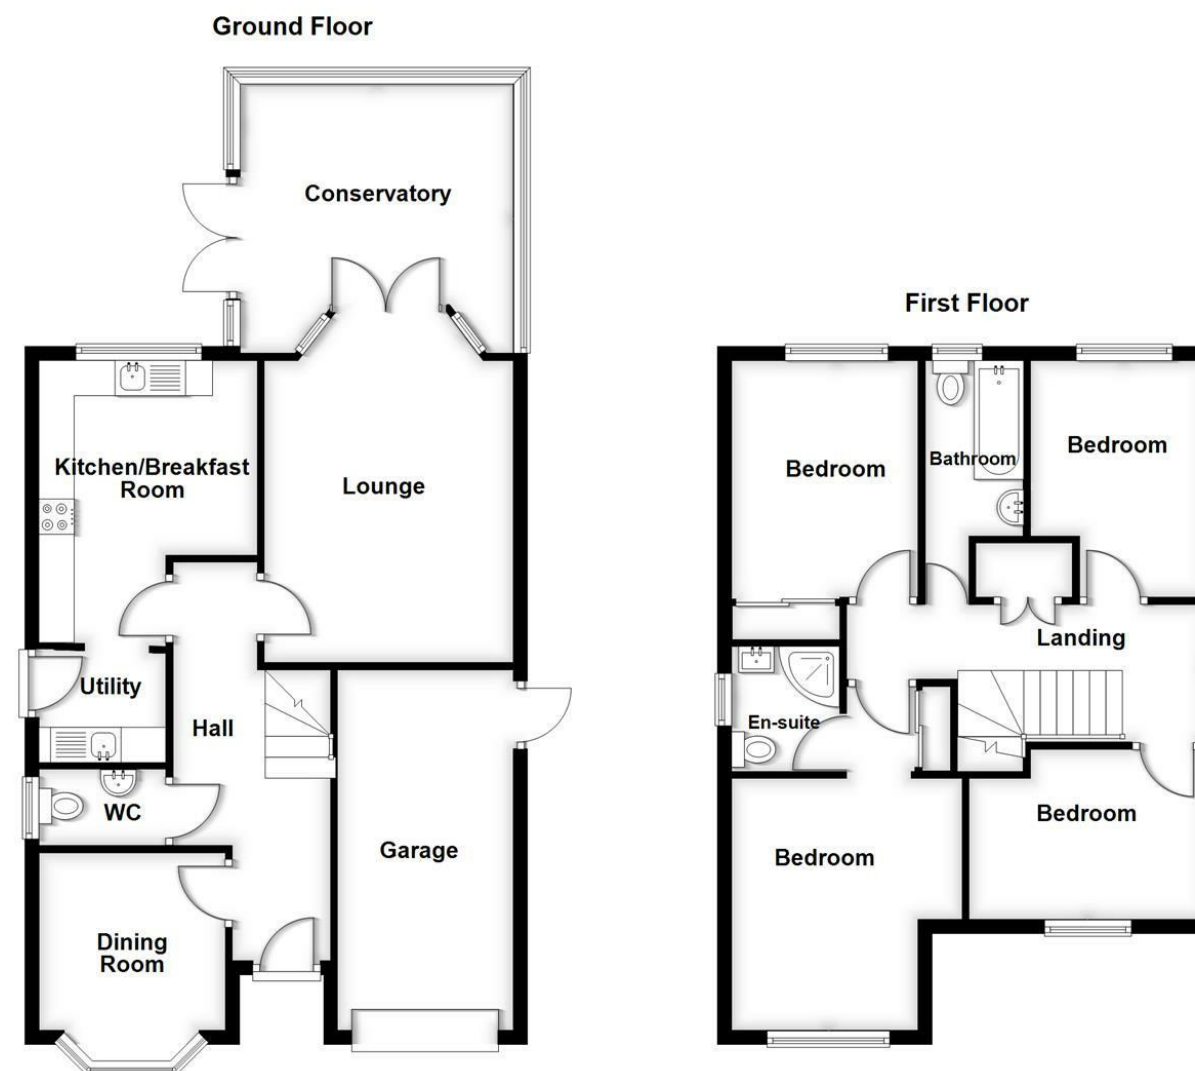 Ground Floor
Conservatory
Kitchen/Breakfast
Room
Lounge
Utility
Hall
WC
Garage
Dining
Room
First Floor
Bedroom
Bathroom
Bedroom
Landing
En-suite
Bedroom
Bedroom